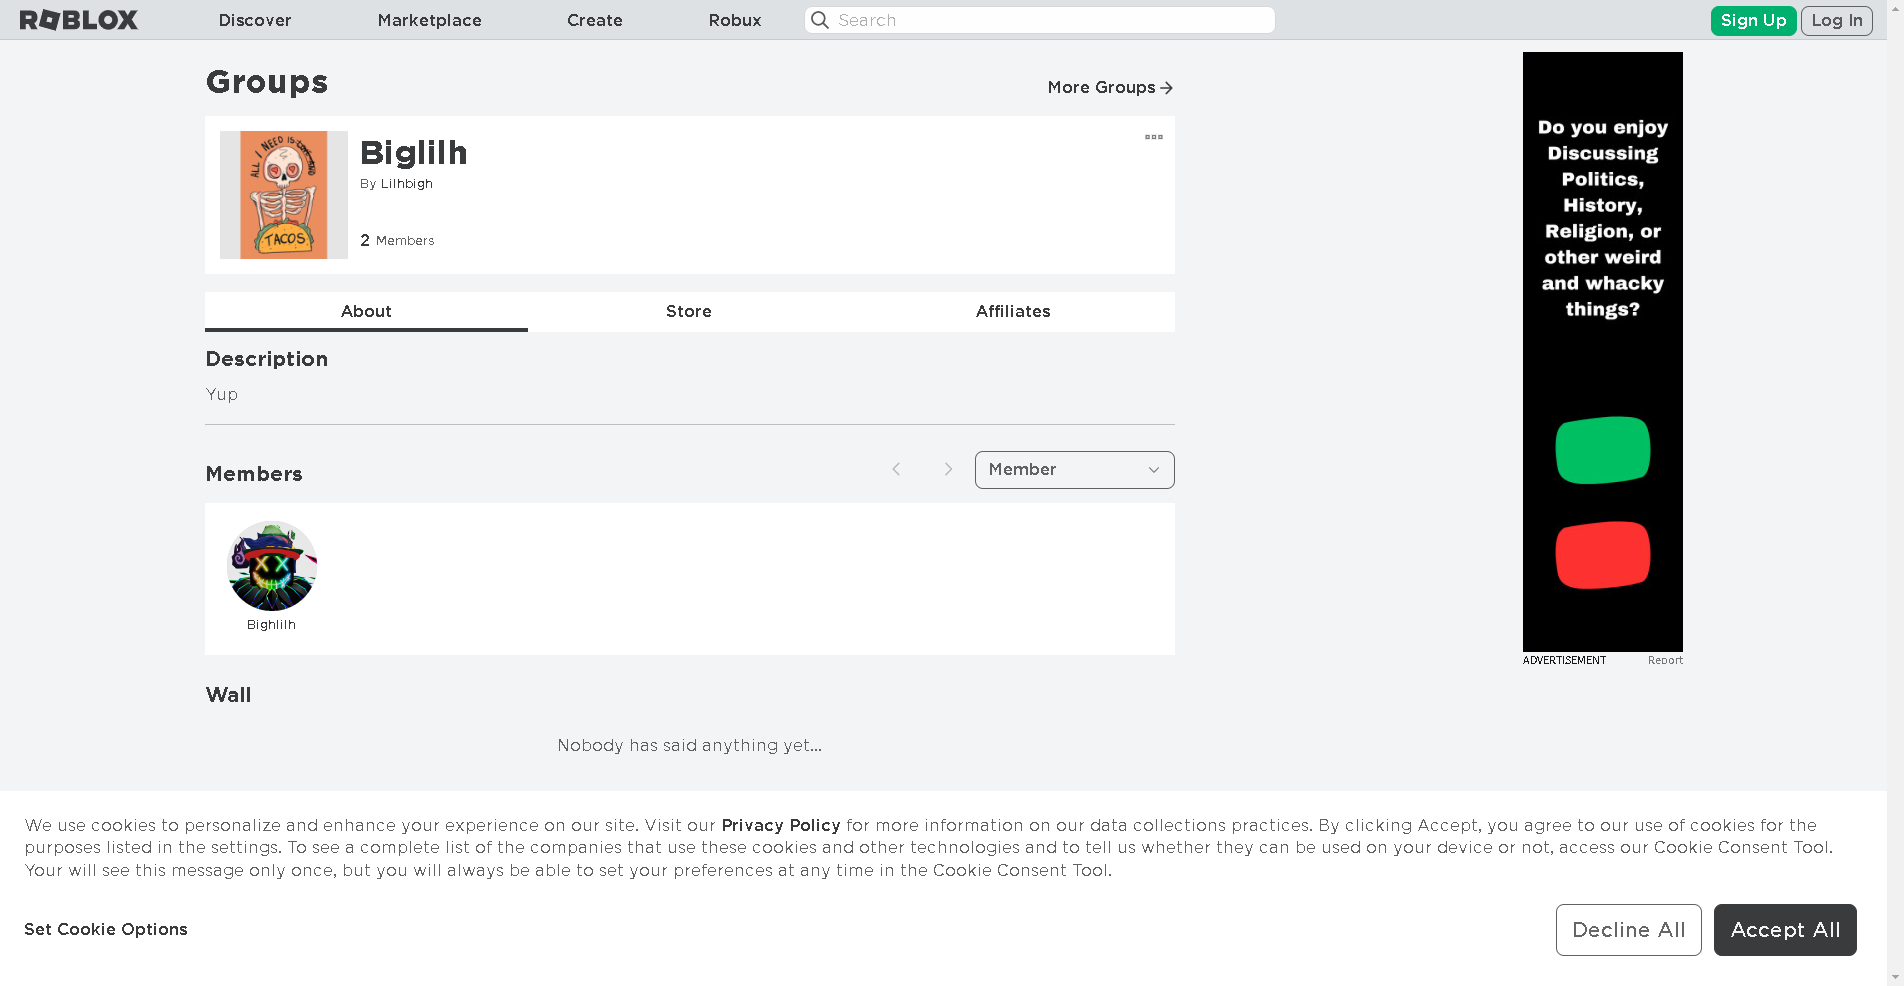 ROBLOX
Discover
Marketplace
Create
Robux
Search
Sign Up
Log In
Groups
More Groups
ALL I NEED IS LOVE AND
TACOS
Biglilh
By Lilhbigh
2 Members
About
Store
Affiliates
Description
Yup
Members
Member
Bighlilh
Wall
Nobody has said anything yet...
Do you enjoy
Discussing
Politics,
History,
Religion, or
other weird
and whacky
things?
ADVERTISEMENT
Report
We use cookies to personalize and enhance your experience on our site. Visit our Privacy Policy for more information on our data collections practices. By clicking Accept, you agree to our use of cookies for the
purposes listed in the settings. To see a complete list of the companies that use these cookies and other technologies and to tell us whether they can be used on your device or not, access our Cookie Consent Tool.
Your will see this message only once, but you will always be able to set your preferences at any time in the Cookie Consent Tool.
Set Cookie Options
Decline All
Accept All